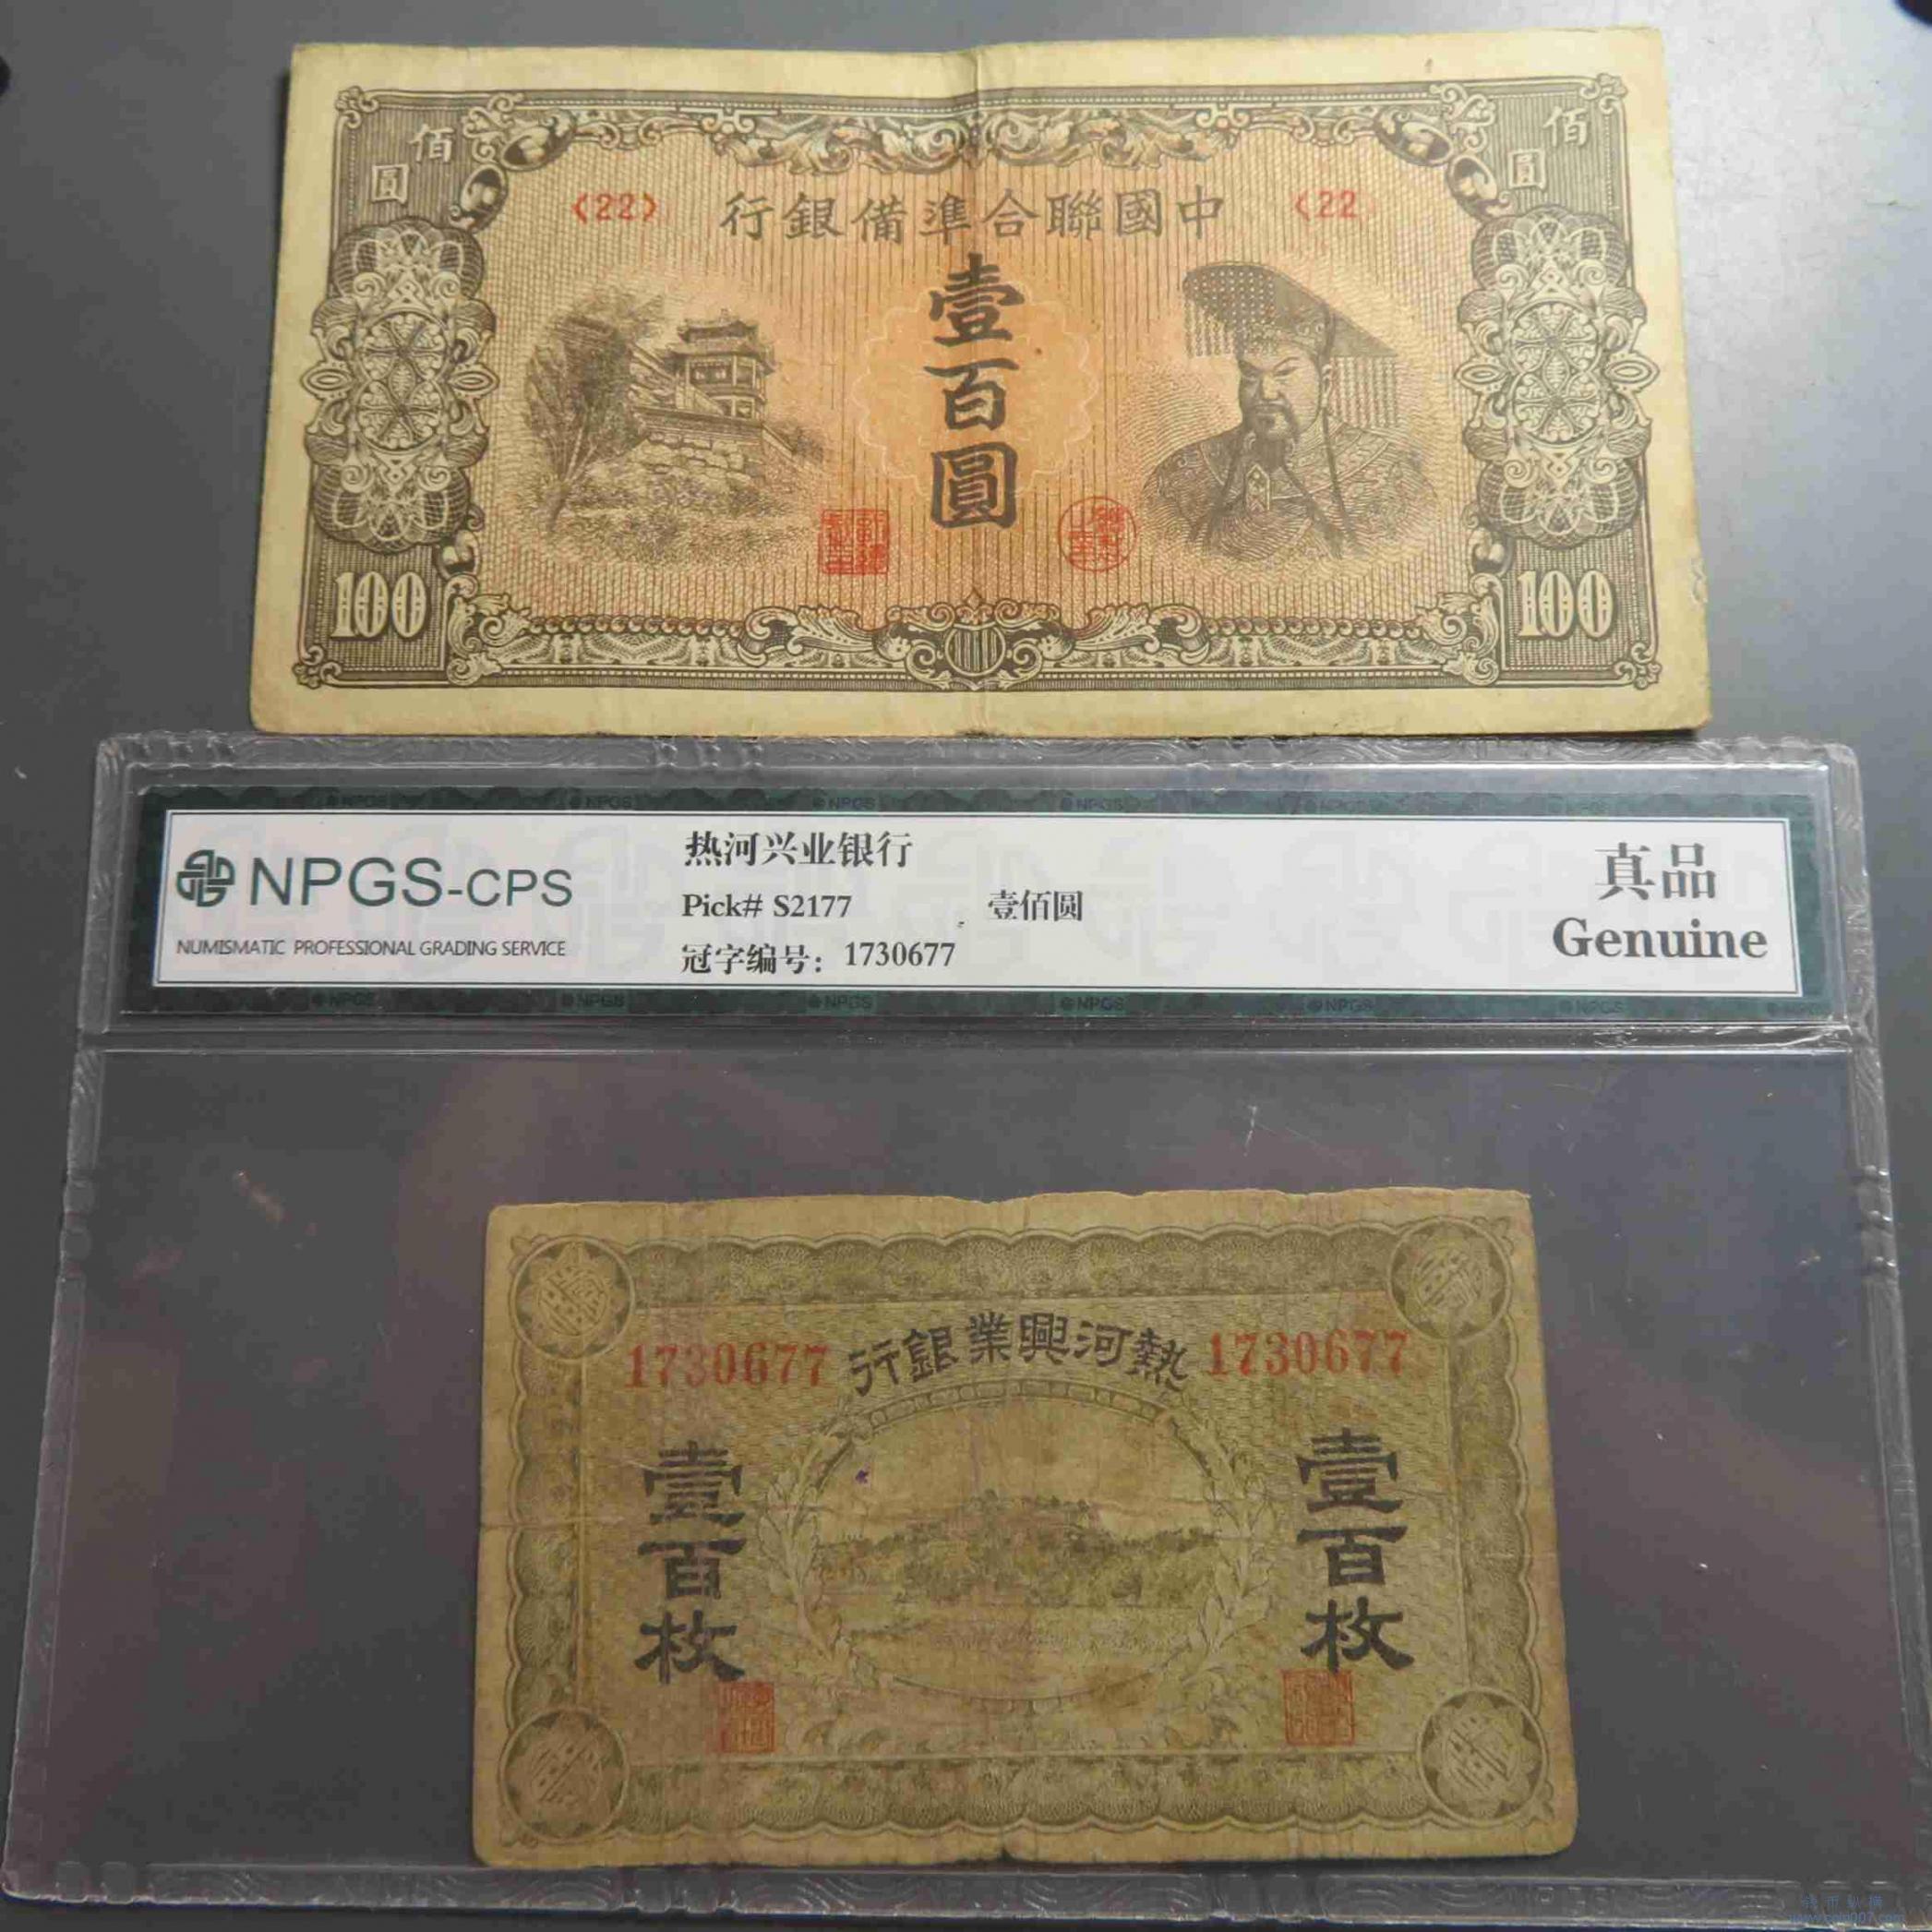 佰圓
佰圓
<22>
行銀備準合聯國中
<22
壹百圓
100
100
NPGS-CPS
NUMISMATIC PROFESSIONAL GRADING SERVICE
热河兴业银行
Pick# S2177
壹佰圆
冠字编号：1730677
真品
Genuine
1730677
行銀業興河熱
1730677
壹百枚
壹百枚